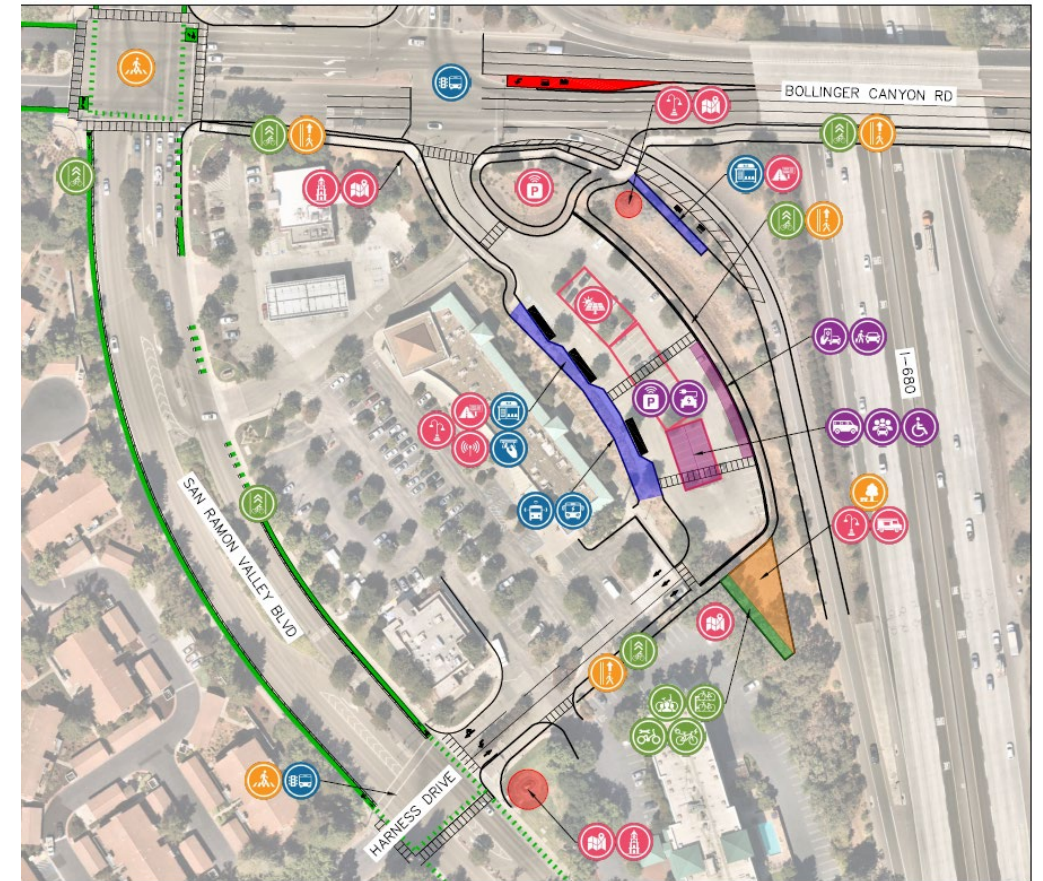 BOLLINGER CANYON RD
P
I-680
P
SAN RAMON VALLEY BLVD
HARNESS DRIVE